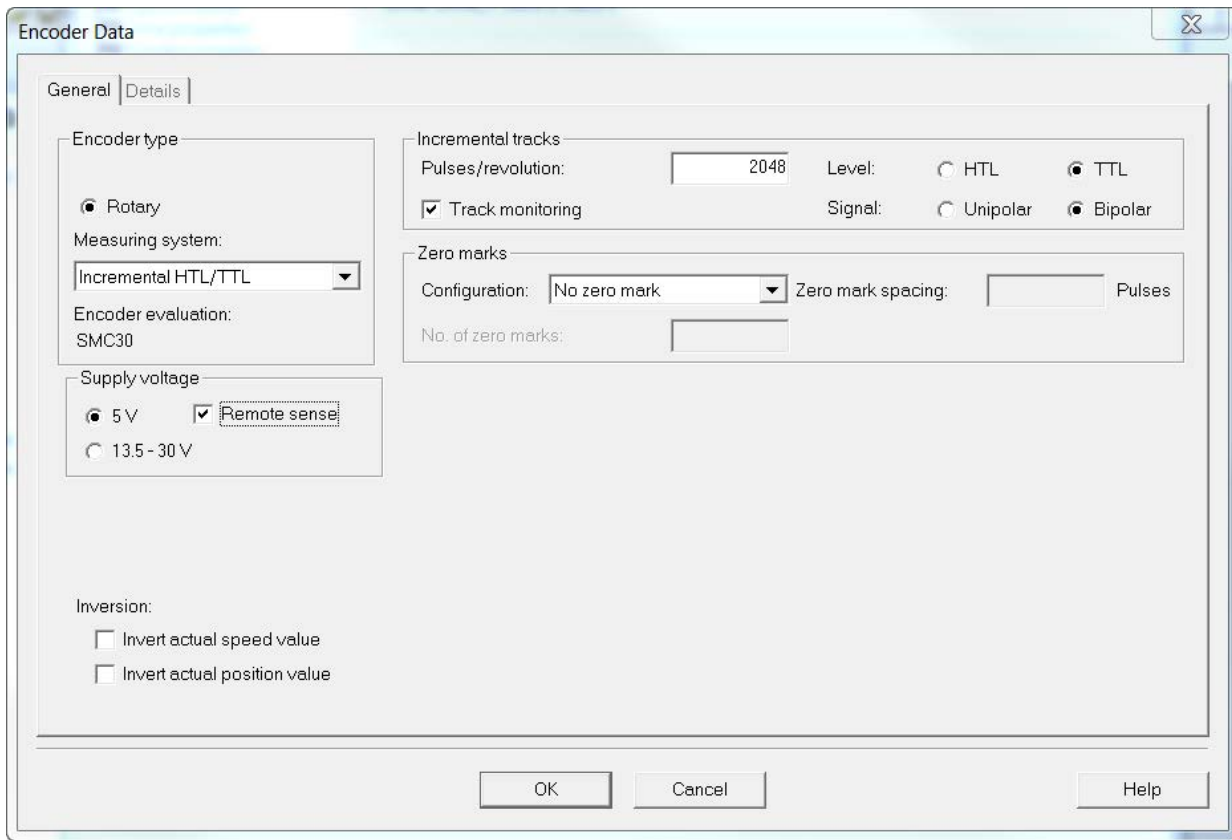 Encoder Data
General Details
Encoder type
Rotary
Measuring system:
Incremental HTL/TTL
Encoder evaluation:
SMC30
Supply voltage
5 V Remote sense
13.5 - 30 V
Incremental tracks
Pulses/revolution: 2048 Level: HTL TTL
Track monitoring Signal: Unipolar Bipolar
Zero marks
Configuration: No zero mark Zero mark spacing: Pulses
No. of zero marks:
Inversion:
Invert actual speed value
Invert actual position value
OK Cancel Help